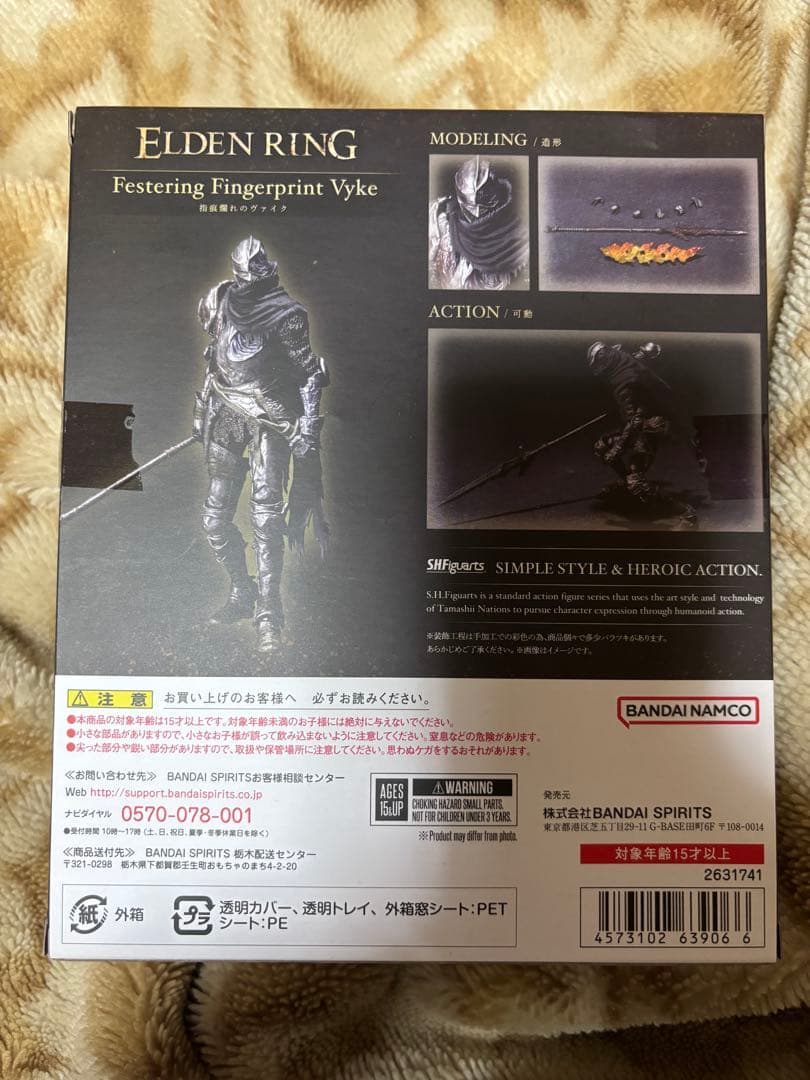 ELDEN RING
Festering Fingerprint Vyke
指痕爛れのヴァイク
MODELING / 造形
ACTION / 可動
S.H.Figuarts SIMPLE STYLE & HEROIC ACTION.
S.H.Figuarts is a standard action figure series that uses the art style and technology
of Tamashii Nations to pursue character expression through humanoid action.
※装飾工程は手加工での彩色の為、商品個々で多少バラツキがあります。
あらかじめご了承ください。※画像はイメージです。
注意 お買い上げのお客様へ 必ずお読みください。
●本商品の対象年齢は15才以上です。対象年齢未満のお子様には絶対に与えないでください。
●小さな部品がありますので、小さなお子様が誤って飲み込まないように注意してください。窒息などの危険があります。
●尖った部分や鋭い部分がありますので、取扱や保管場所に注意してください。思わぬケガをするおそれがあります。
BANDAI NAMCO
≪お問い合わせ先≫ BANDAI SPIRITSお客様相談センター
Web http://support.bandaispirits.co.jp
ナビダイヤル 0570-078-001
●受付時間 10時〜17時(土、日、祝日、夏季・冬季休業日を除く)
≪商品送付先≫ BANDAI SPIRITS 栃木配送センター
〒321-0298 栃木県下都賀郡壬生町おもちゃのまち4-2-20
AGES 15&UP
WARNING
CHOKING HAZARD SMALL PARTS.
NOT FOR CHILDREN UNDER 3 YEARS.
※Product may differ from photo.
発売元
株式会社BANDAI SPIRITS
東京都港区芝五丁目29-11 G-BASE田町6F 〒108-0014
対象年齢15才以上
2631741
紙 外箱
プラ 透明カバー、透明トレイ、外箱窓シート:PET
シート:PE
4573102 63906 6